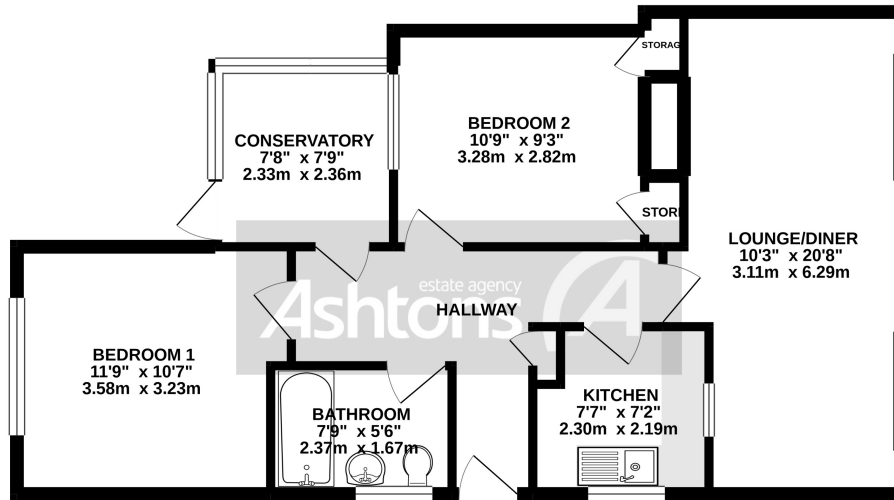 STORAG
CONSERVATORY
7'8" x 7'9"
2.33m x 2.36m
BEDROOM 2
10'9" x 9'3"
3.28m x 2.82m
STOR
LOUNGE/DINER
10'3" x 20'8"
3.11m x 6.29m
estate agency
Ashtons
A
HALLWAY
BEDROOM 1
11'9" x 10'7"
3.58m x 3.23m
BATHROOM
7'9" x 5'6"
2.37m x 1.67m
KITCHEN
7'7" x 7'2"
2.30m x 2.19m